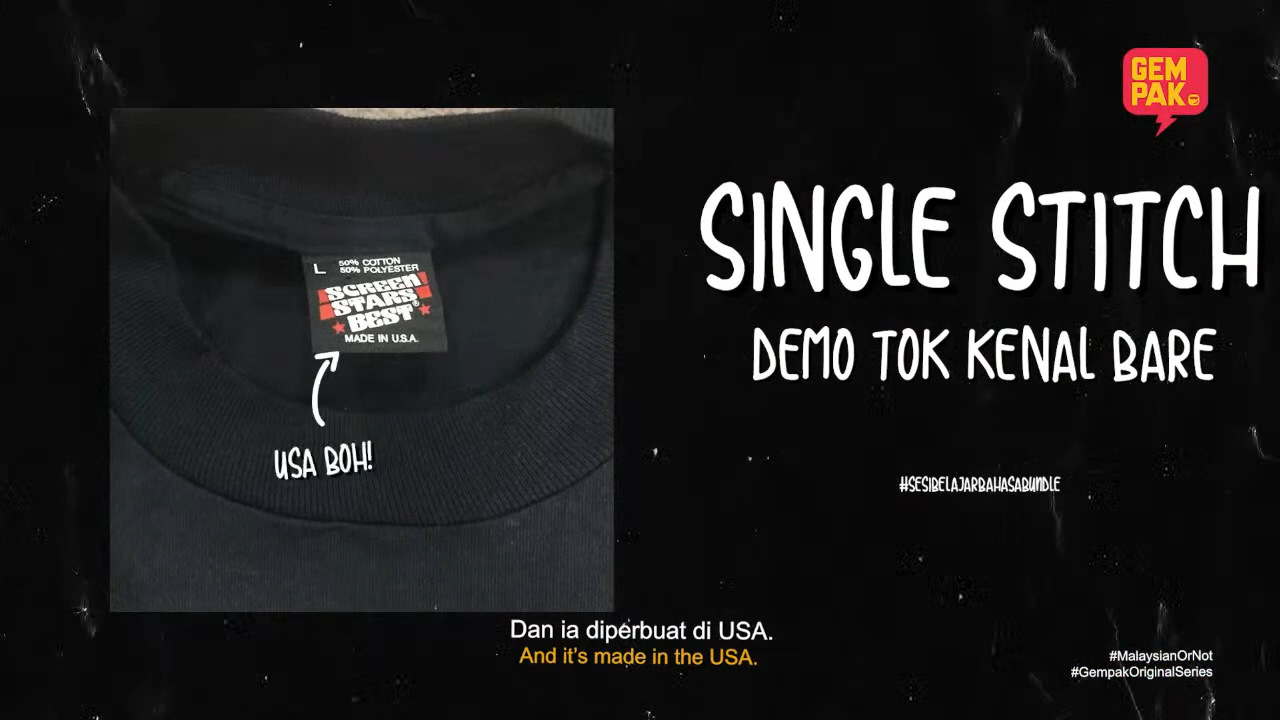 GEM
PAK
SINGLE STITCH
DEMO TOK KENAL BARE
L
50% COTTON
50% POLYESTER
SCREEN
STARS®
BEST
MADE IN U.S.A.
USA BOH!
#SESIBELAJARBAHASABUNDLE
Dan ia diperbuat di USA.
And it's made in the USA.
#MalaysianOrNot
#GempakOriginalSeries